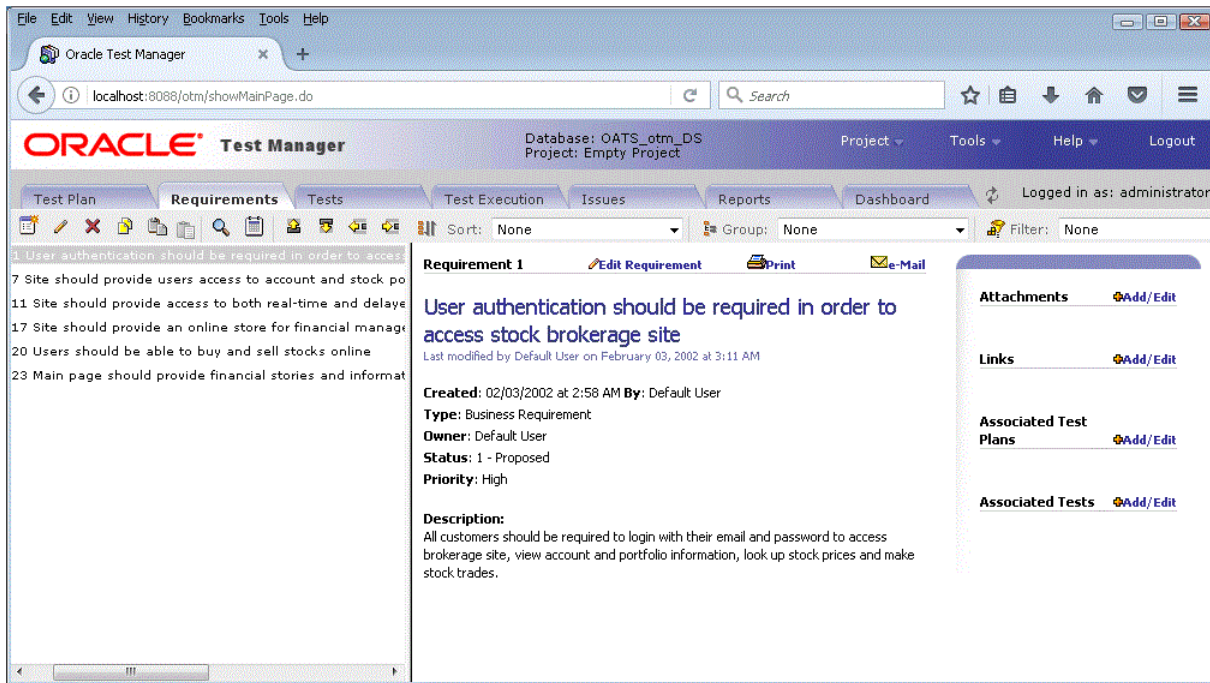 File Edit View History Bookmarks Tools Help
Oracle Test Manager × +
localhost:8088/otm/showMainPage.do
Search
ORACLE Test Manager
Database: OATS_otm_DS
Project: Empty Project
Project Tools Help Logout
Test Plan Requirements Tests Test Execution Issues Reports Dashboard
Logged in as: administrator
Sort: None Group: None Filter: None
1 User authentication should be required in order to access
7 Site should provide users access to account and stock po
11 Site should provide access to both real-time and delaye
17 Site should provide an online store for financial manage
20 Users should be able to buy and sell stocks online
23 Main page should provide financial stories and informat
Requirement 1 Edit Requirement Print e-Mail
User authentication should be required in order to
access stock brokerage site
Last modified by Default User on February 03, 2002 at 3:11 AM
Created: 02/03/2002 at 2:58 AM By: Default User
Type: Business Requirement
Owner: Default User
Status: 1 - Proposed
Priority: High
Description:
All customers should be required to login with their email and password to access
brokerage site, view account and portfolio information, look up stock prices and make
stock trades.
Attachments Add/Edit
Links Add/Edit
Associated Test
Plans Add/Edit
Associated Tests Add/Edit